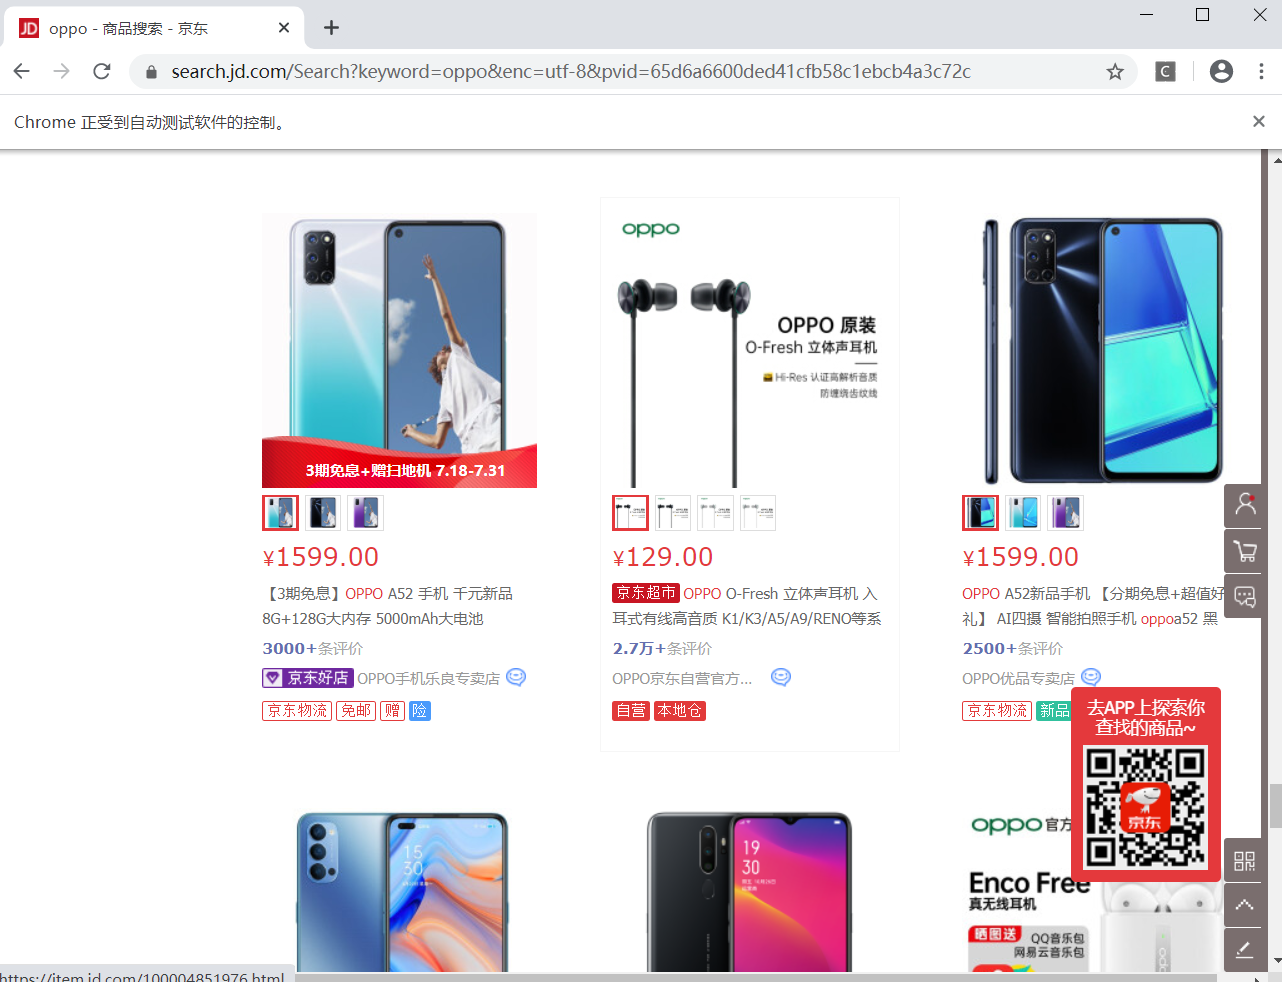 oppo - 商品搜索 - 京东
search.jd.com/Search?keyword=oppo&enc=utf-8&pvid=65d6a6600ded41cfb58c1ebcb4a3c72c
Chrome 正受到自动测试软件的控制。
3期免息+赠扫地机 7.18-7.31
¥1599.00
【3期免息】OPPO A52 手机 千元新品
8G+128G大内存 5000mAh大电池
3000+条评价
京东好店 OPPO手机乐良专卖店
京东物流 免邮 赠 险
oppo
OPPO 原装
O-Fresh 立体声耳机
Hi-Res 认证高解析音质
防缠绕齿纹线
¥129.00
京东超市 OPPO O-Fresh 立体声耳机 入
耳式有线高音质 K1/K3/A5/A9/RENO等系
2.7万+条评价
OPPO京东自营官方...
自营 本地仓
¥1599.00
OPPO A52新品手机 【分期免息+超值好
礼】 AI四摄 智能拍照手机 oppoa52 黑
2500+条评价
OPPO优品专卖店
京东物流 新品
去APP上探索你
查找的商品~
京东
15
30
19
30
oppo官方
Enco Free
真无线耳机
晒图送 QQ音乐包
网易云音乐包
https://item.jd.com/100004851976.html